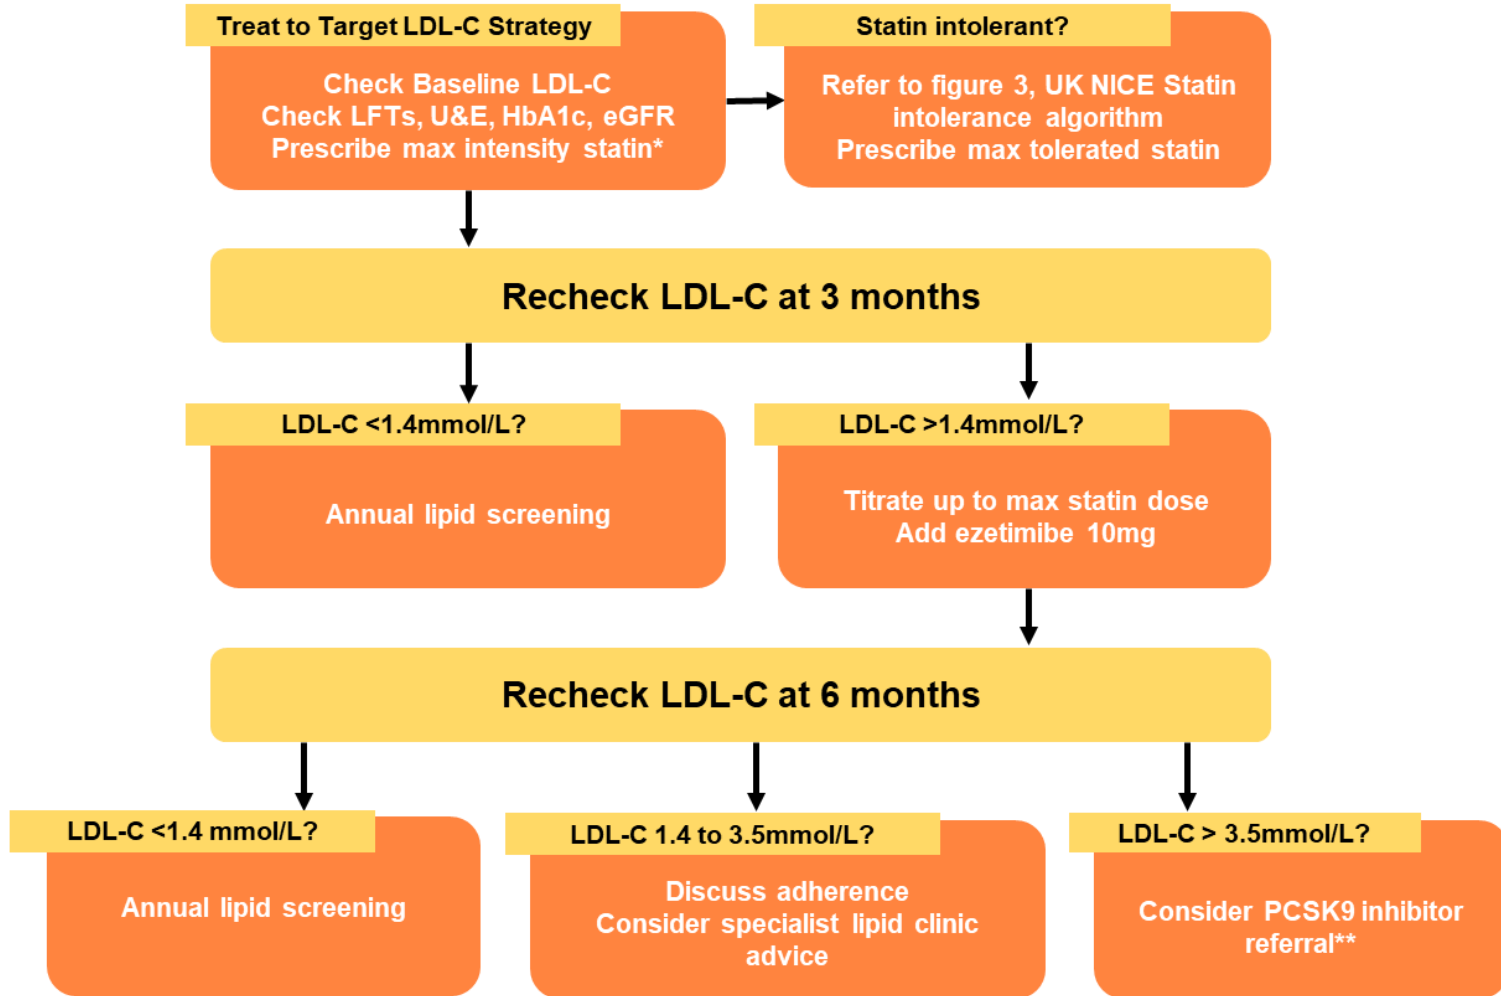 Treat to Target LDL-C Strategy
Check Baseline LDL-C
Check LFTs, U&E, HbA1c, eGFR
Prescribe max intensity statin*
Statin intolerant?
Refer to figure 3, UK NICE Statin
intolerance algorithm
Prescribe max tolerated statin
Recheck LDL-C at 3 months
LDL-C <1.4mmol/L?
Annual lipid screening
LDL-C >1.4mmol/L?
Titrate up to max statin dose
Add ezetimibe 10mg
Recheck LDL-C at 6 months
LDL-C <1.4 mmol/L?
Annual lipid screening
LDL-C 1.4 to 3.5mmol/L?
Discuss adherence
Consider specialist lipid clinic
advice
LDL-C > 3.5mmol/L?
Consider PCSK9 inhibitor
referral**